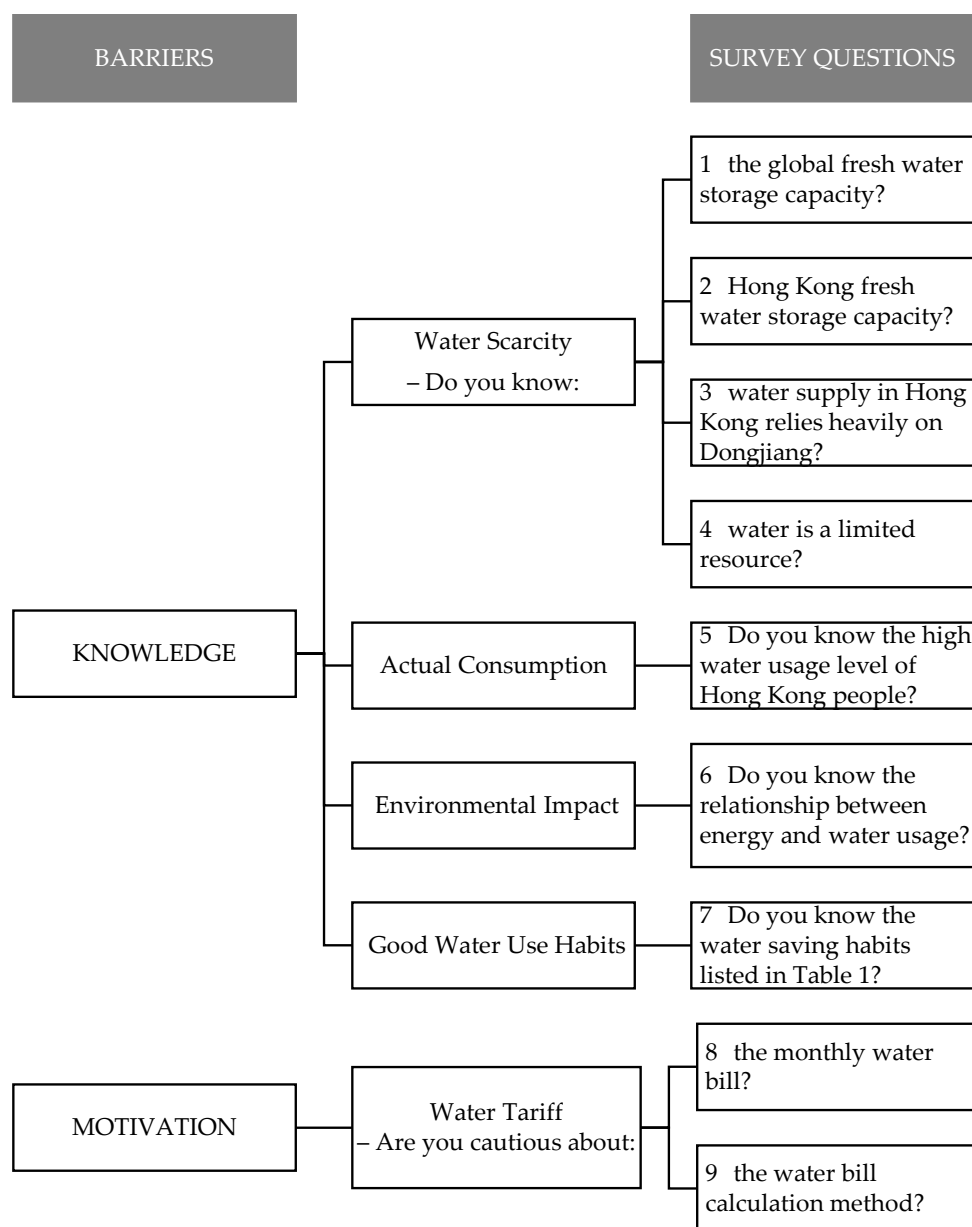 BARRIERS
SURVEY QUESTIONS
1 the global fresh water
storage capacity?
2 Hong Kong fresh
water storage capacity?
Water Scarcity
– Do you know:
3 water supply in Hong
Kong relies heavily on
Dongjiang?
4 water is a limited
resource?
KNOWLEDGE
Actual Consumption
5 Do you know the high
water usage level of
Hong Kong people?
Environmental Impact
6 Do you know the
relationship between
energy and water usage?
Good Water Use Habits
7 Do you know the
water saving habits
listed in Table 1?
MOTIVATION
Water Tariff
– Are you cautious about:
8 the monthly water
bill?
9 the water bill
calculation method?